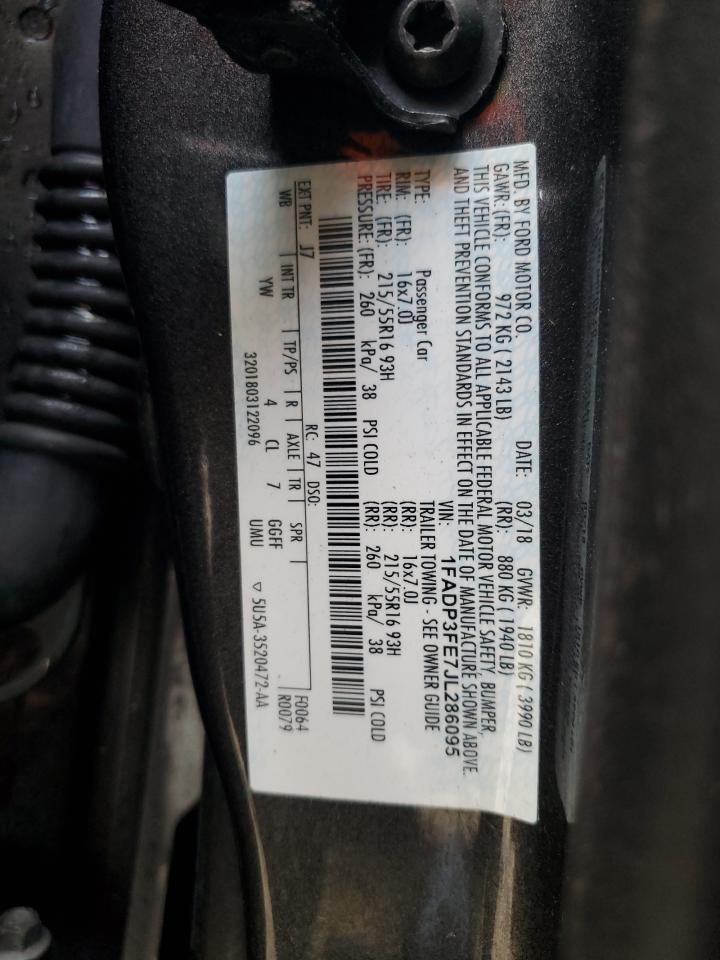 MFD. BY FORD MOTOR CO. DATE: 03/18 GVWR: 1810 KG ( 3990 LB)
GAWR: (FR): 972 KG ( 2143 LB) (RR): 880 KG ( 1940 LB)
THIS VEHICLE CONFORMS TO ALL APPLICABLE FEDERAL MOTOR VEHICLE SAFETY, BUMPER,
AND THEFT PREVENTION STANDARDS IN EFFECT ON THE DATE OF MANUFACTURE SHOWN ABOVE.
VIN: 1FADP3FE7JL286095
TYPE: Passenger Car TRAILER TOWING - SEE OWNER GUIDE
RIM: (FR): 16x7.0J (RR): 16x7.0J
TIRE: (FR): 215/55R16 93H (RR): 215/55R16 93H
PRESSURE: (FR): 260 kPa/ 38 PSI COLD (RR): 260 kPa/ 38 PSI COLD
EXT PNT: J7 RC: 47 DSO: F0064
WB | INT TR | TP/PS | R | AXLE | TR | SPR R0079
YW 4 CL 7 GGFF
UMU
3201803122096 ▽ 5U5A-3520472-AA